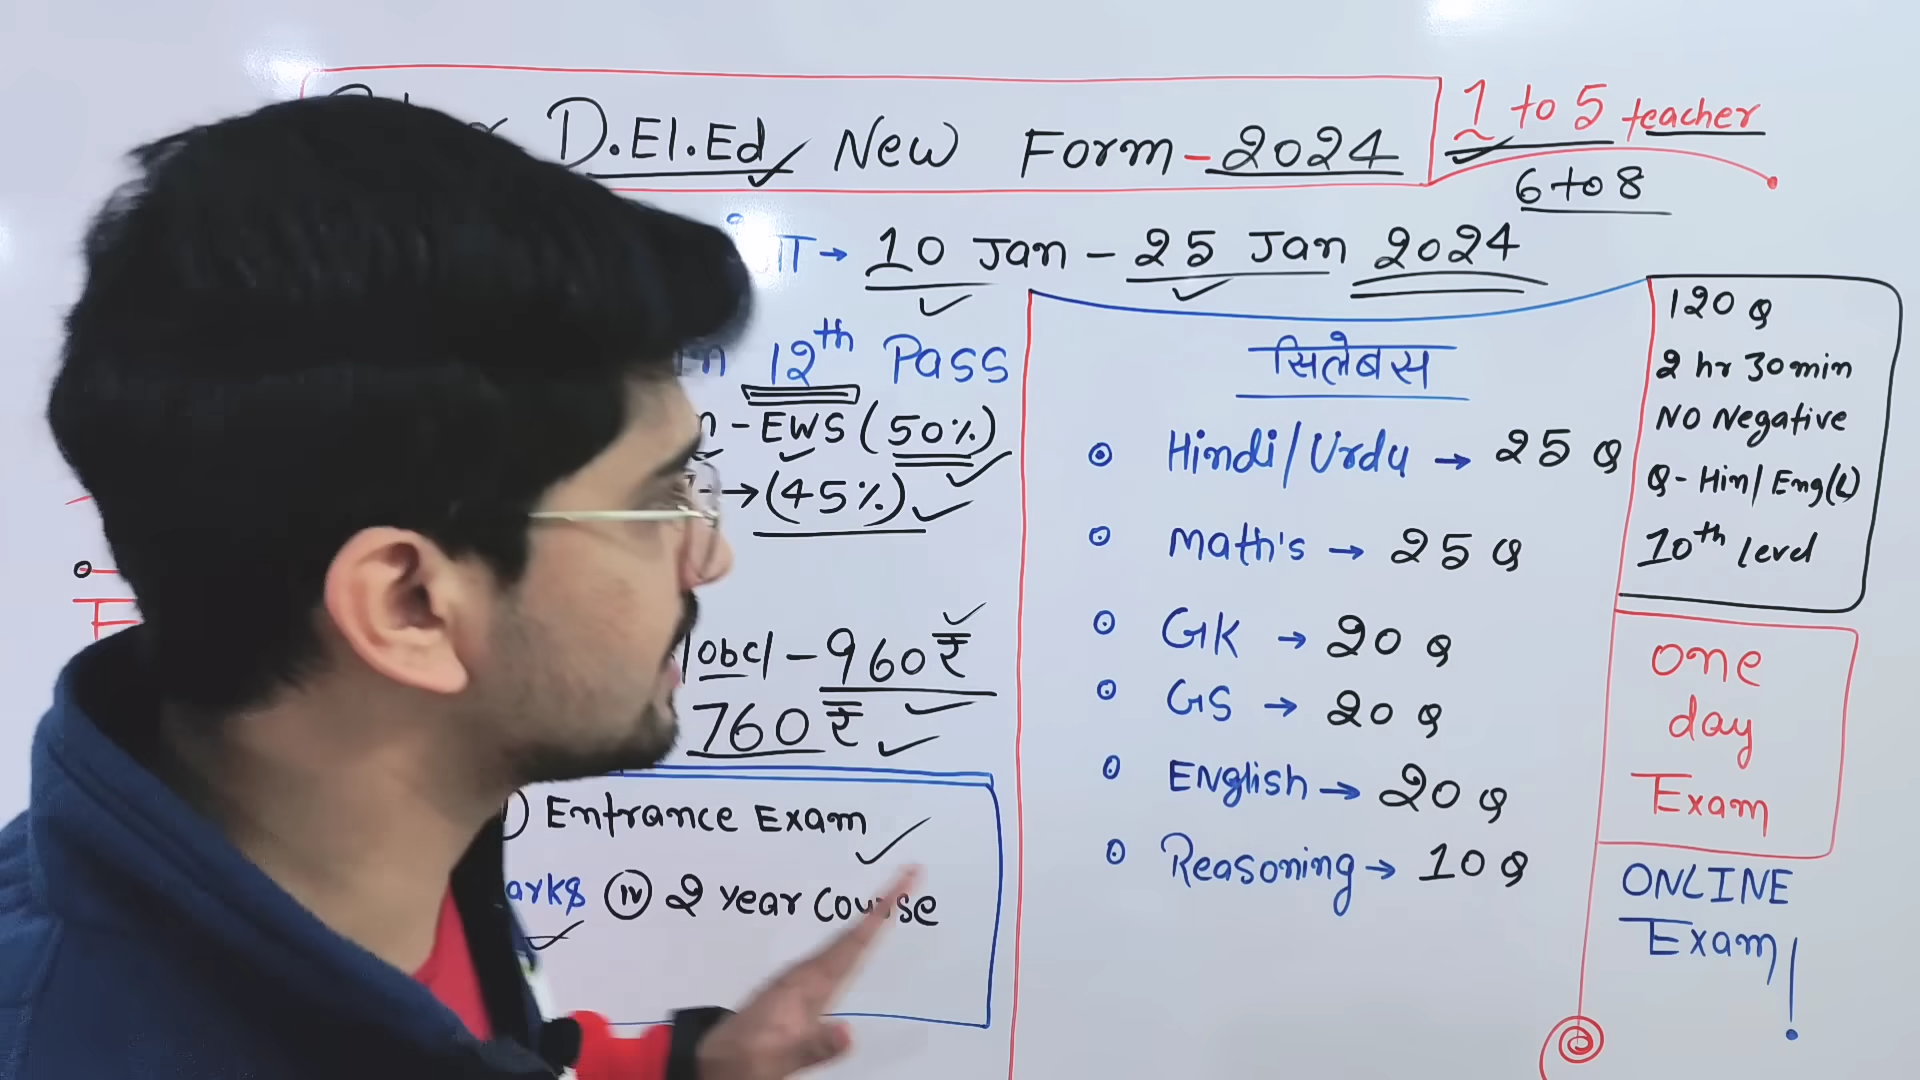 D.El.Ed New Form - 2024
1 to 5 teacher
6 to 8
IT → 10 Jan - 25 Jan 2024
12th Pass
- EWS (50%)
→ (45%)
/obc/ - 960₹
760₹
Entrance Exam
arks (iv) 2 Year Course
सिलेबस
Hindi/Urdu → 25 Q
Math's → 25 Q
GK → 20 Q
GS → 20 Q
English → 20 Q
Reasoning → 10 Q
120 Q
2 hr 30 min
NO Negative
Q - Hin/Eng(L)
10th level
One
day
Exam
ONLINE
Exam!